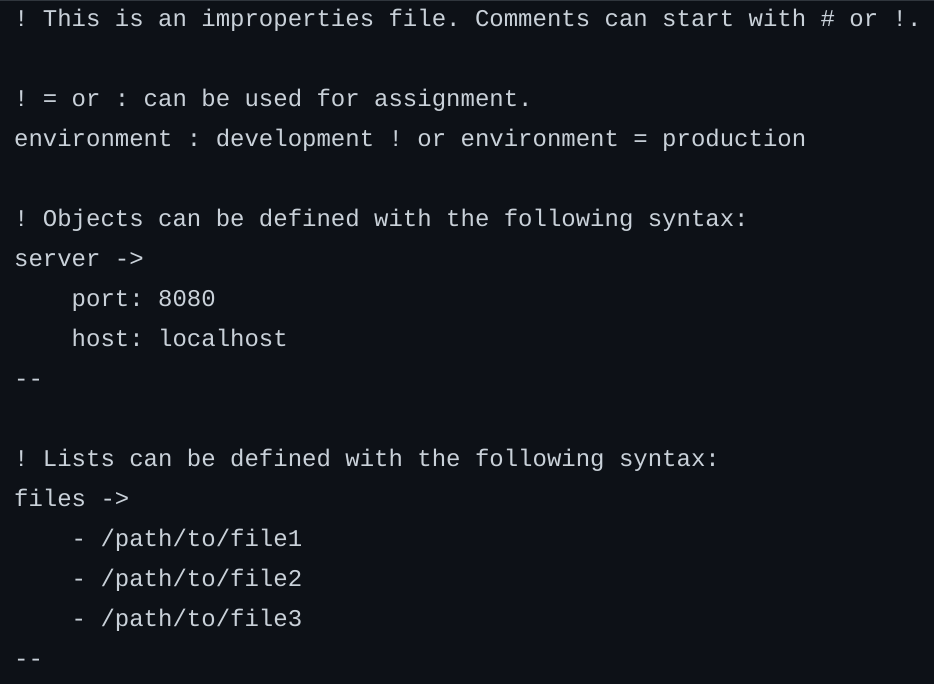 ! This is an improperties file. Comments can start with # or !.
! = or : can be used for assignment.
environment : development ! or environment = production
! Objects can be defined with the following syntax:
server ->
    port: 8080
    host: localhost
--
! Lists can be defined with the following syntax:
files ->
    - /path/to/file1
    - /path/to/file2
    - /path/to/file3
--